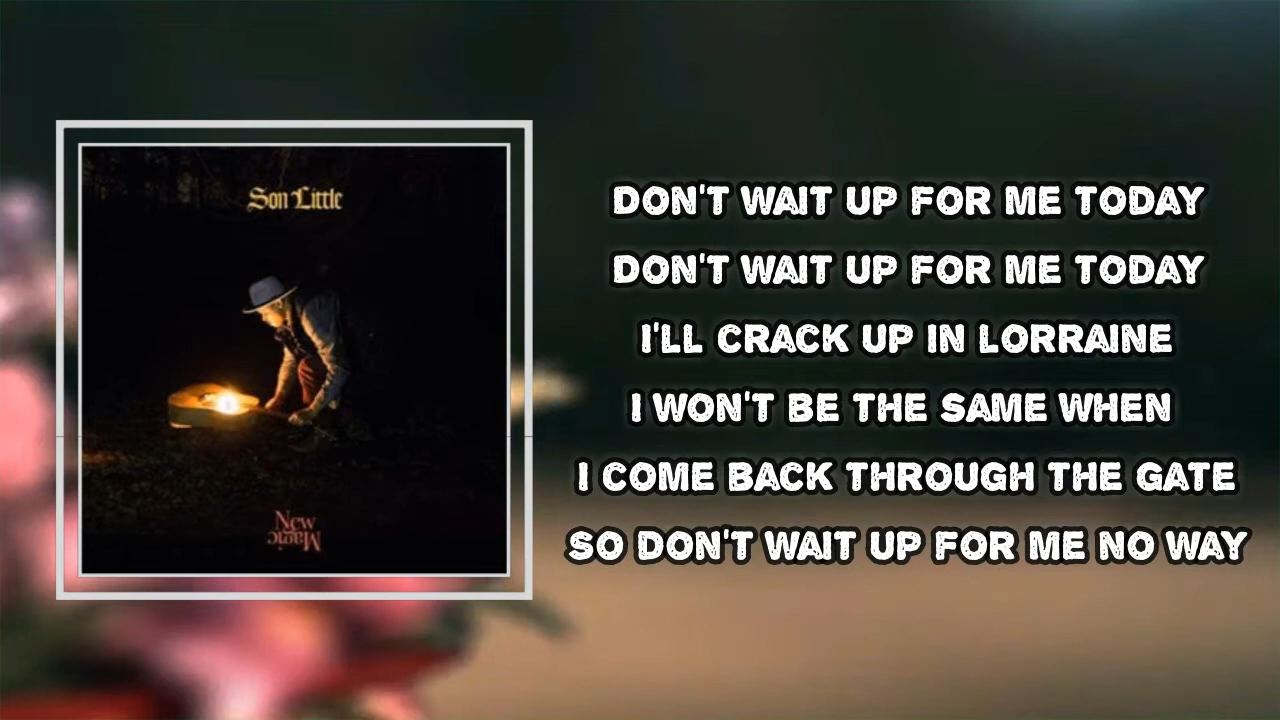 Son Little
New
Magic
DON'T WAIT UP FOR ME TODAY
DON'T WAIT UP FOR ME TODAY
I'LL CRACK UP IN LORRAINE
I WON'T BE THE SAME WHEN
I COME BACK THROUGH THE GATE
SO DON'T WAIT UP FOR ME NO WAY